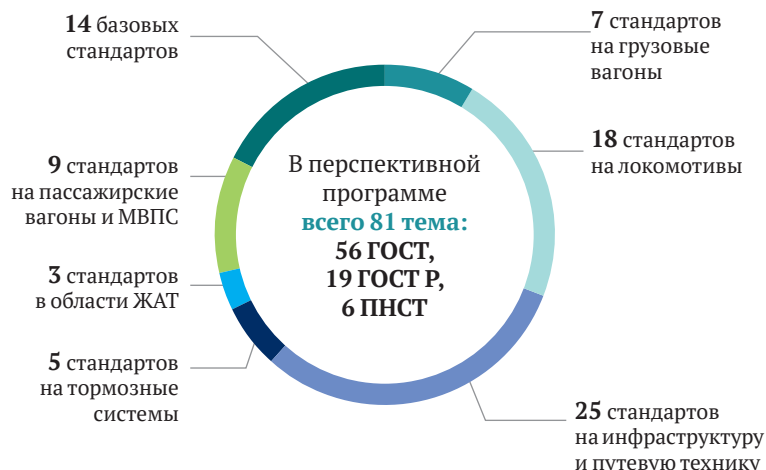 14 базовых
стандартов
7 стандартов
на грузовые
вагоны
18 стандартов
на локомотивы
9 стандартов
на пассажирские
вагоны и МВПС
В перспективной
программе
всего 81 тема:
56 ГОСТ,
19 ГОСТ Р,
6 ПНСТ
3 стандартов
в области ЖАТ
5 стандартов
на тормозные
системы
25 стандартов
на инфраструктуру
и путевую технику